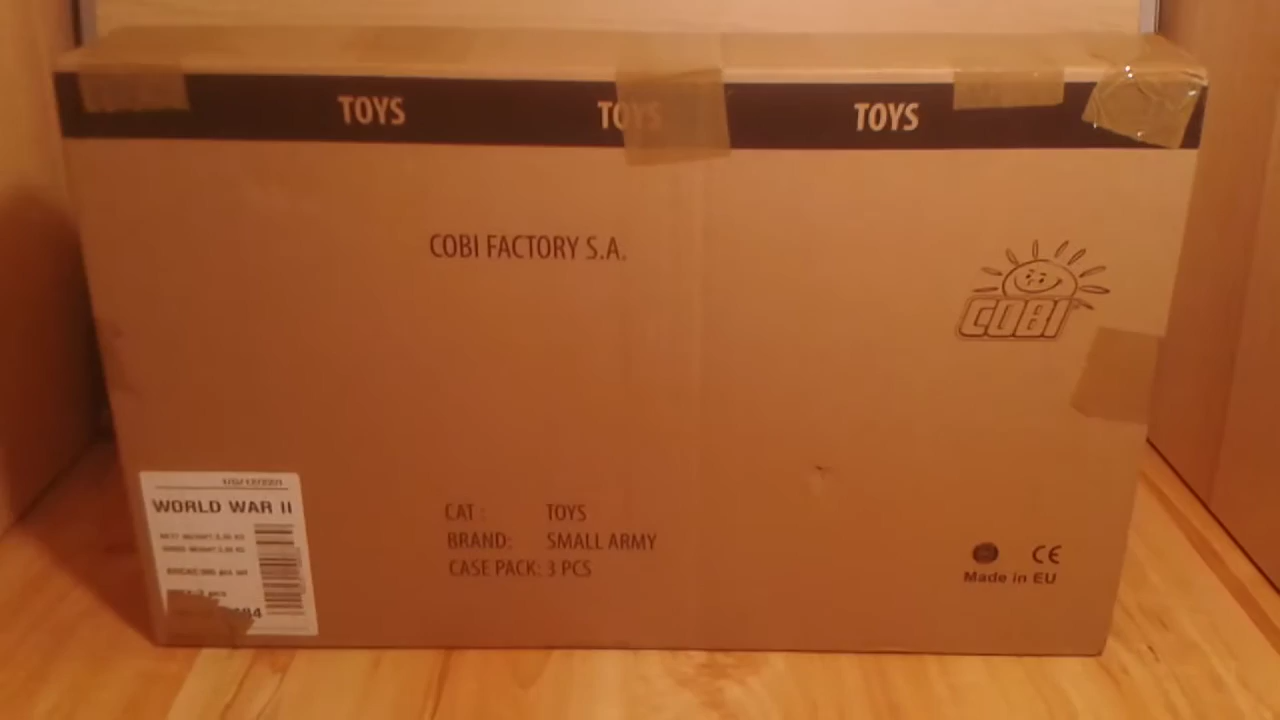 TOYS TOYS TOYS
COBI FACTORY S.A.
COBI
WORLD WAR II
CAT : TOYS
BRAND: SMALL ARMY
CASE PACK: 3 PCS
CE
Made in EU